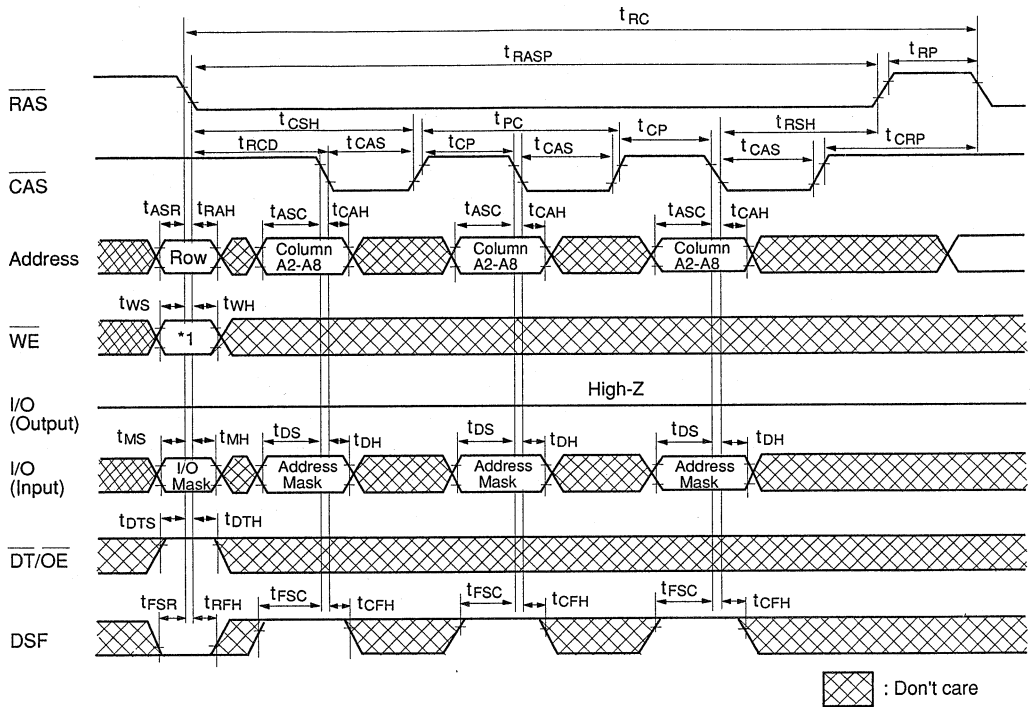 tRC
tRASP
tRP
RAS
tCSH
tPC
tCP
tRSH
tRCD
tCAS
tCP
tCAS
tCAS
tCRP
CAS
tASR
tRAH
tASC
tCAH
tASC
tCAH
tASC
tCAH
Address
Row
Column
A2-A8
Column
A2-A8
Column
A2-A8
tWS
tWH
WE
*1
High-Z
I/O
(Output)
tMS
tMH
tDS
tDH
tDS
tDH
tDS
tDH
I/O
(Input)
I/O
Mask
Address
Mask
Address
Mask
Address
Mask
tDTS
tDTH
DT/OE
tFSR
tRFH
tFSC
tCFH
tFSC
tCFH
tFSC
tCFH
DSF
: Don't care